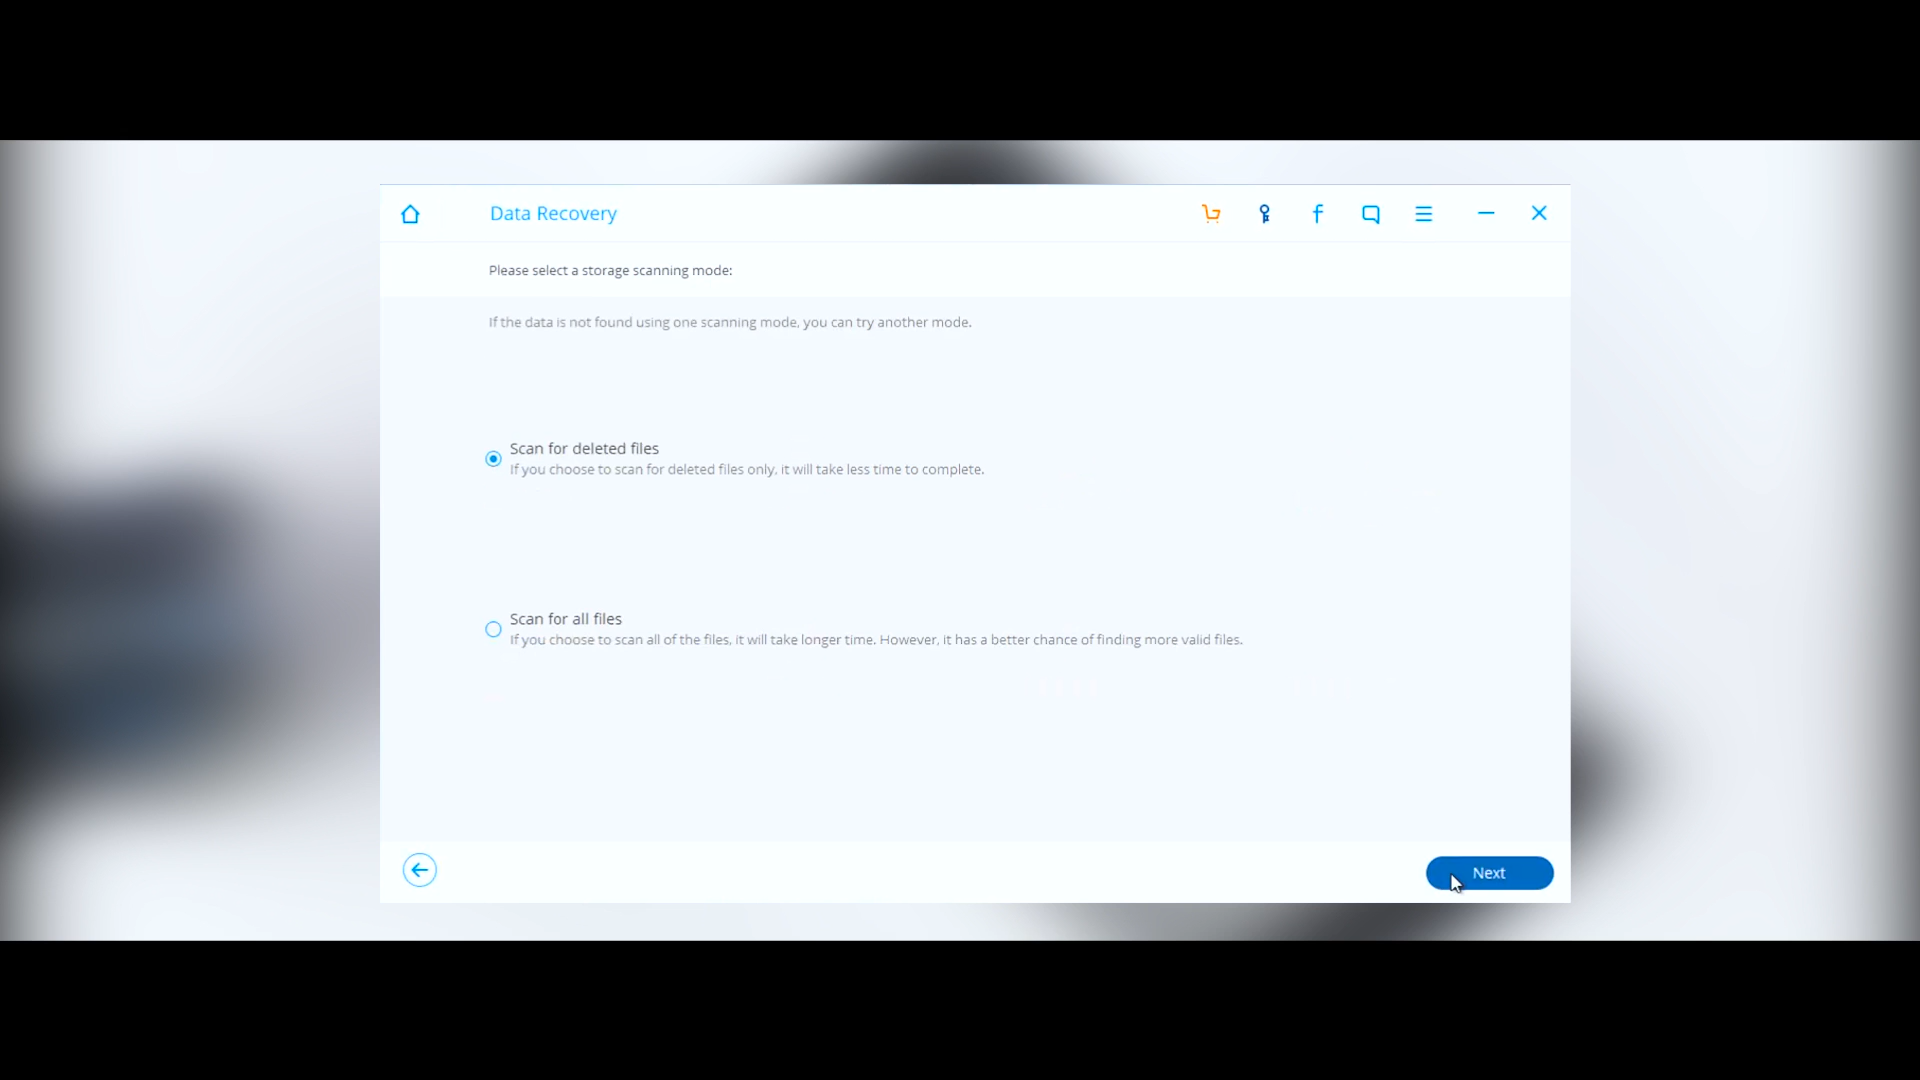 Data Recovery
Please select a storage scanning mode:
If the data is not found using one scanning mode, you can try another mode.
Scan for deleted files
If you choose to scan for deleted files only, it will take less time to complete.
Scan for all files
If you choose to scan all of the files, it will take longer time. However, it has a better chance of finding more valid files.
Next